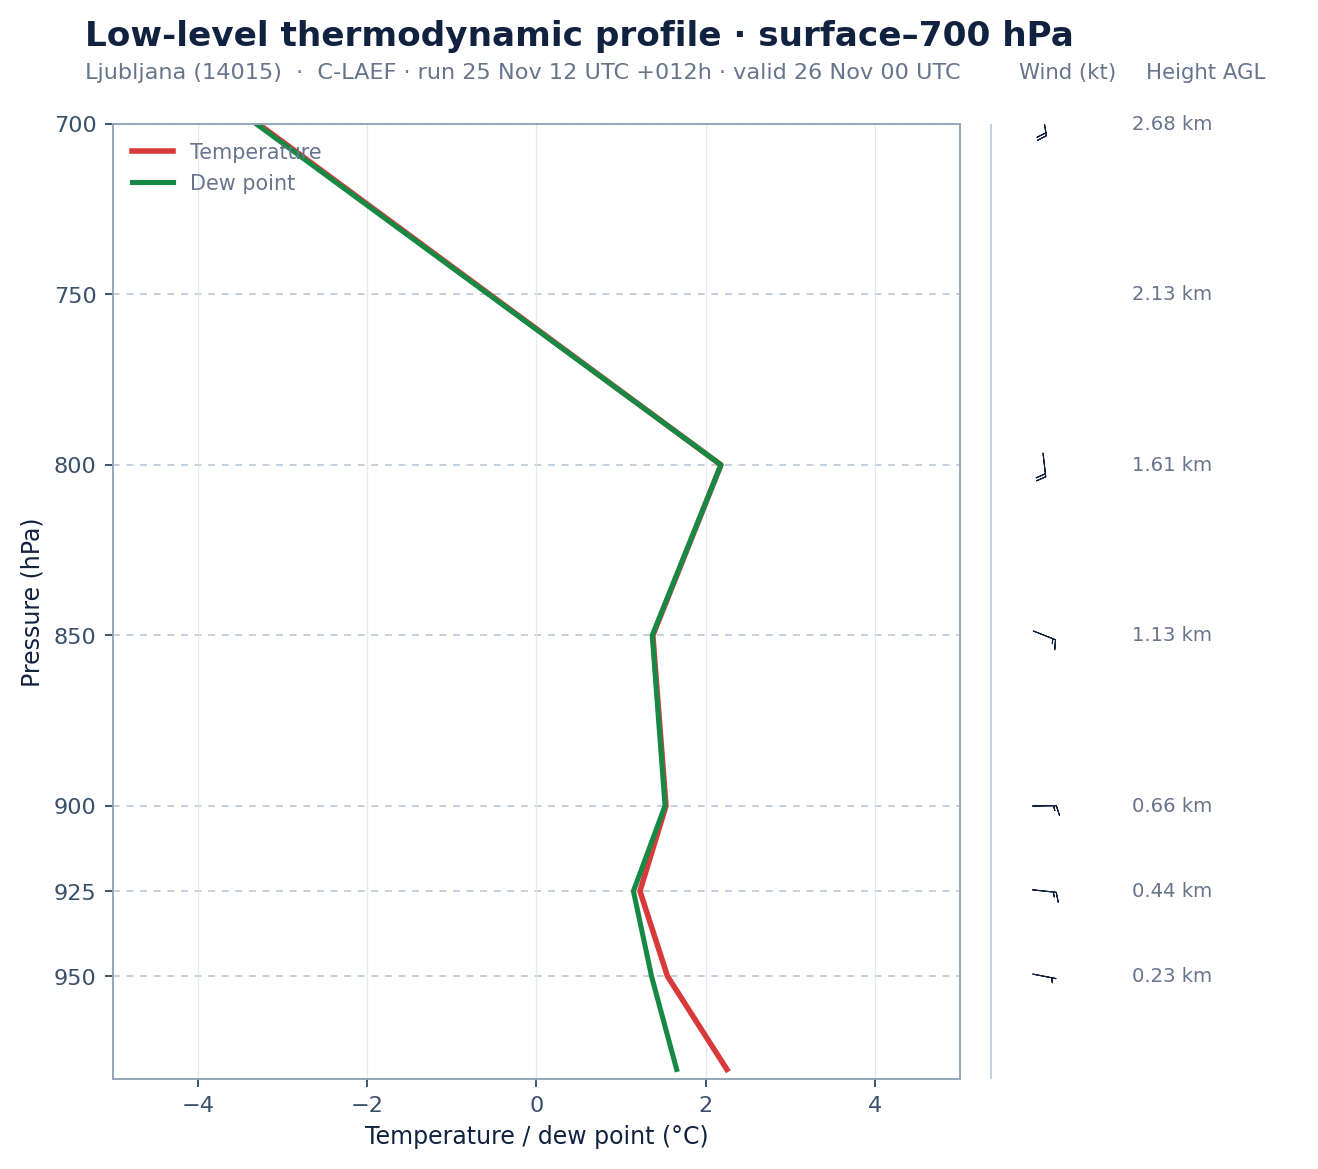 Low-level thermodynamic profile · surface–700 hPa
Ljubljana (14015)  ·  C-LAEF · run 25 Nov 12 UTC +012h · valid 26 Nov 00 UTC
Wind (kt)
Height AGL
Temperature
Dew point
700
750
800
850
900
925
950
Pressure (hPa)
−4
−2
0
2
4
Temperature / dew point (°C)
2.68 km
2.13 km
1.61 km
1.13 km
0.66 km
0.44 km
0.23 km